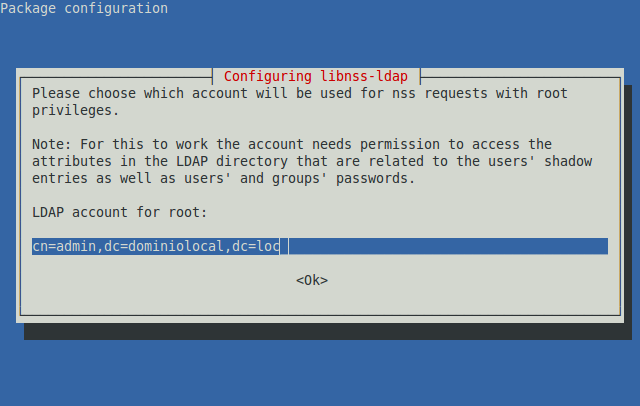 Package configuration
Configuring libnss-ldap
Please choose which account will be used for nss requests with root
privileges.
Note: For this to work the account needs permission to access the
attributes in the LDAP directory that are related to the users' shadow
entries as well as users' and groups' passwords.
LDAP account for root:
cn=admin,dc=dominiolocal,dc=loc
<Ok>